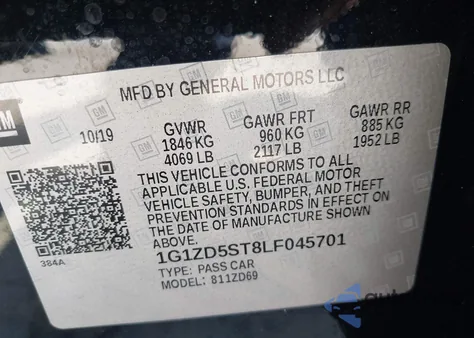 MFD BY GENERAL MOTORS LLC
GM
10/19
GVWR GAWR FRT GAWR RR
1846 KG 960 KG 885 KG
4069 LB 2117 LB 1952 LB
THIS VEHICLE CONFORMS TO ALL
APPLICABLE U.S. FEDERAL MOTOR
VEHICLE SAFETY, BUMPER, AND THEFT
PREVENTION STANDARDS IN EFFECT ON
THE DATE OF MANUFACTURE SHOWN
ABOVE.
384A
1G1ZD5ST8LF045701
TYPE: PASS CAR
MODEL: 811ZD69